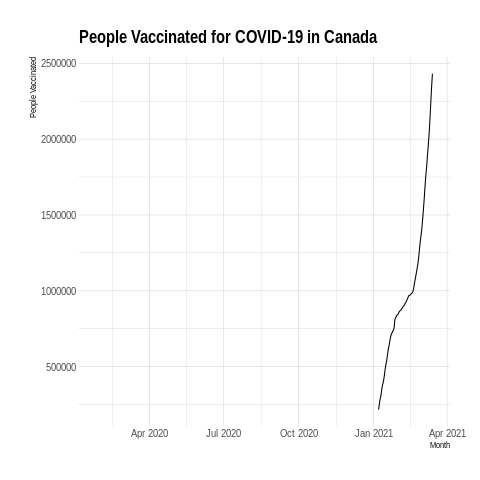 People Vaccinated for COVID-19 in Canada
People Vaccinated
2500000
2000000
1500000
1000000
500000
Apr 2020 Jul 2020 Oct 2020 Jan 2021 Apr 2021
Month